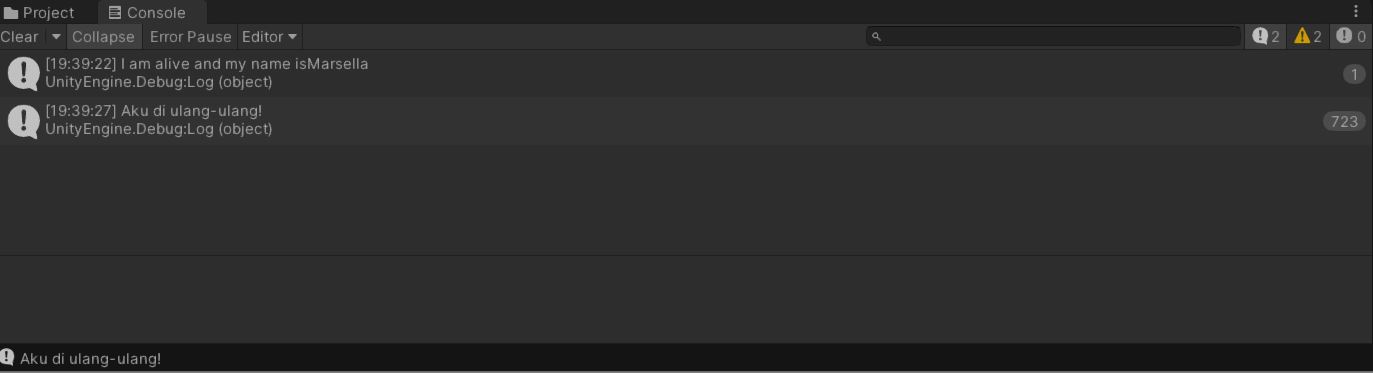 Project Console
Clear Collapse Error Pause Editor 2 2 0
[19:39:22] I am alive and my name isMarsella
UnityEngine.Debug:Log (object)
1
[19:39:27] Aku di ulang-ulang!
UnityEngine.Debug:Log (object)
723
Aku di ulang-ulang!